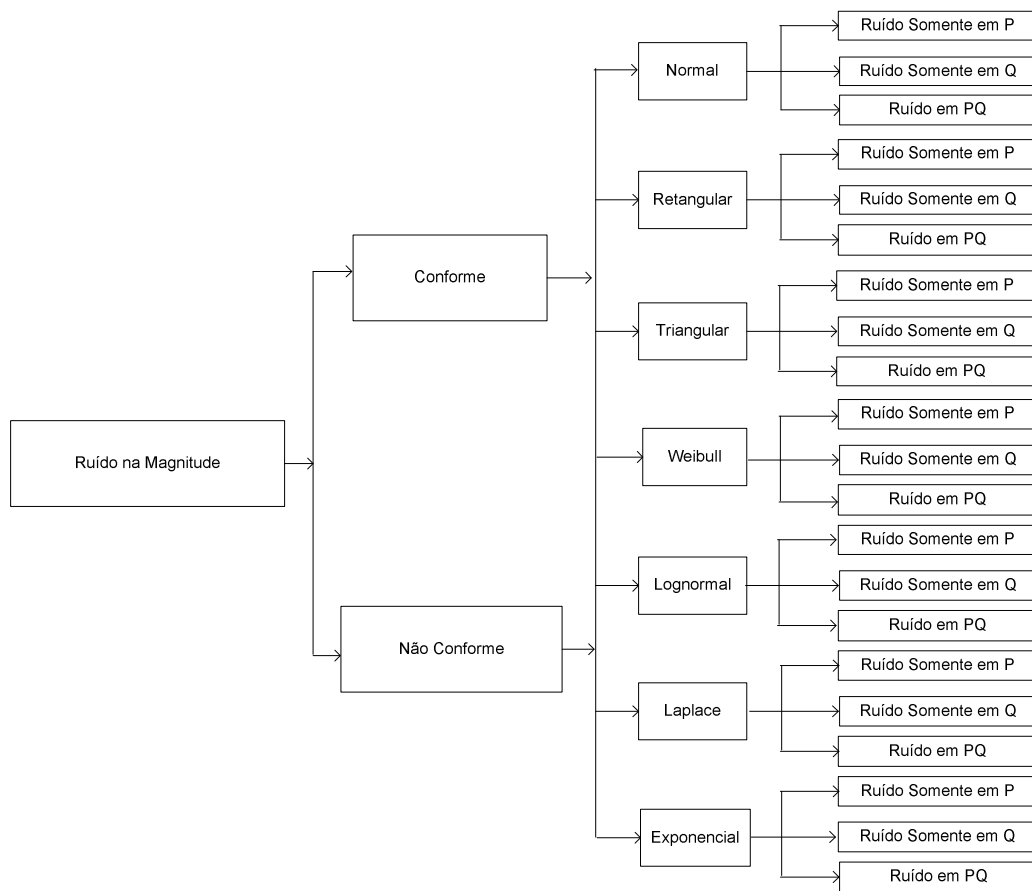 Ruído na Magnitude
Conforme
Não Conforme
Normal
Ruído Somente em P
Ruído Somente em Q
Ruído em PQ
Retangular
Ruído Somente em P
Ruído Somente em Q
Ruído em PQ
Triangular
Ruído Somente em P
Ruído Somente em Q
Ruído em PQ
Weibull
Ruído Somente em P
Ruído Somente em Q
Ruído em PQ
Lognormal
Ruído Somente em P
Ruído Somente em Q
Ruído em PQ
Laplace
Ruído Somente em P
Ruído Somente em Q
Ruído em PQ
Exponencial
Ruído Somente em P
Ruído Somente em Q
Ruído em PQ